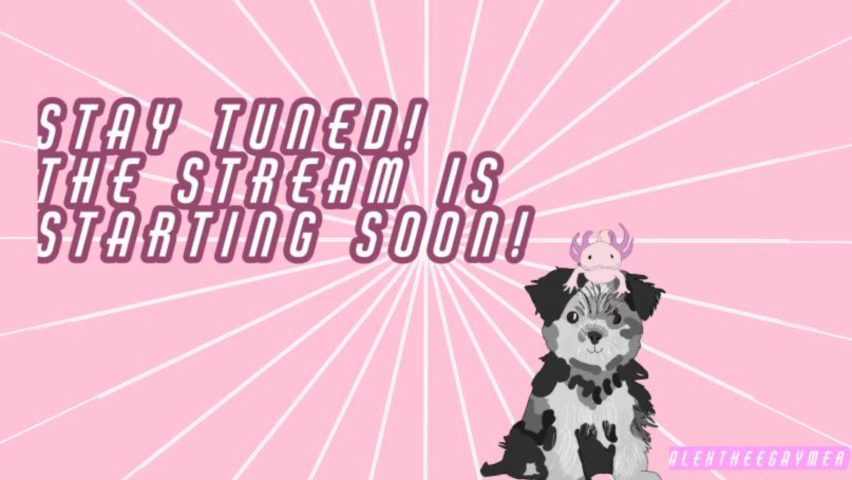 STAY TUNED!
THE STREAM IS
STARTING SOON!
ALEXTHEEGAYMER